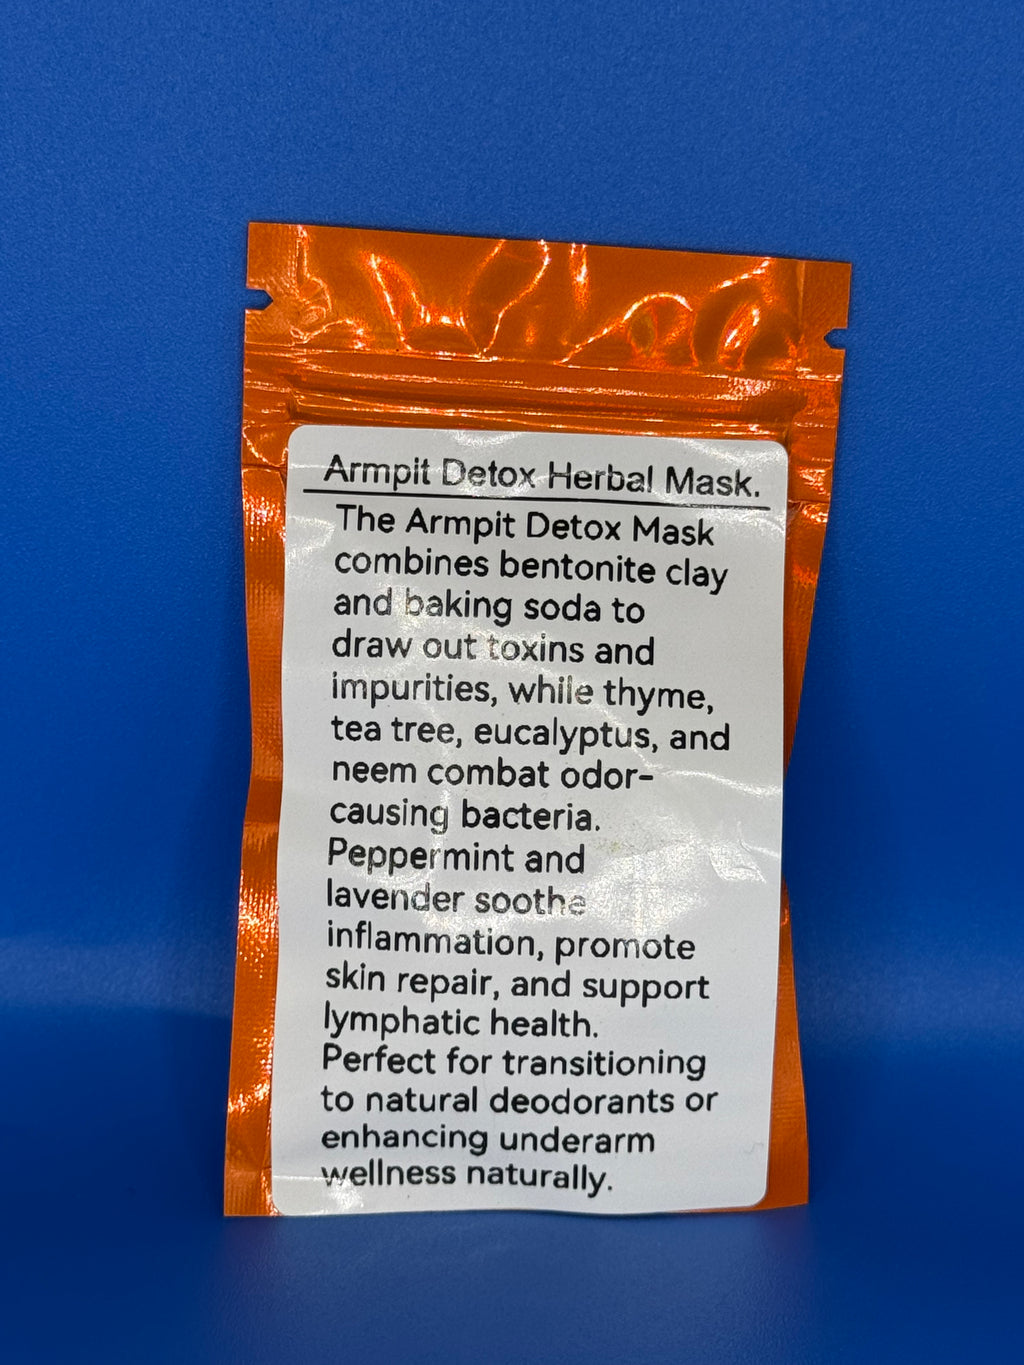 Armpit Detox Herbal Mask.
The Armpit Detox Mask
combines bentonite clay
and baking soda to
draw out toxins and
impurities, while thyme,
tea tree, eucalyptus, and
neem combat odor-
causing bacteria.
Peppermint and
lavender soothe
inflammation, promote
skin repair, and support
lymphatic health.
Perfect for transitioning
to natural deodorants or
enhancing underarm
wellness naturally.